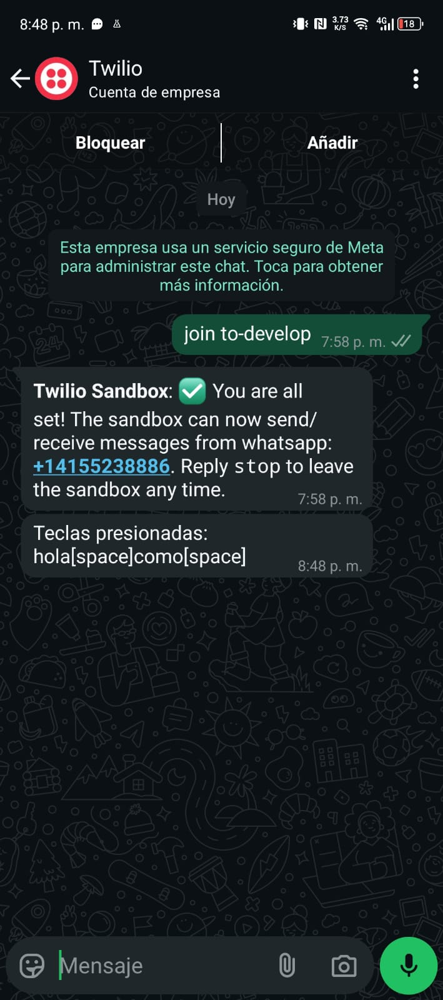 8:48 p. m.
3.73
K/S
4G
18
Twilio
Cuenta de empresa
Bloquear
Añadir
Hoy
Esta empresa usa un servicio seguro de Meta
para administrar este chat. Toca para obtener
más información.
join to-develop
7:58 p. m.
Twilio Sandbox: ✅ You are all
set! The sandbox can now send/
receive messages from whatsapp:
+14155238886. Reply stop to leave
the sandbox any time.
7:58 p. m.
Teclas presionadas:
hola[space]como[space]
8:48 p. m.
Mensaje